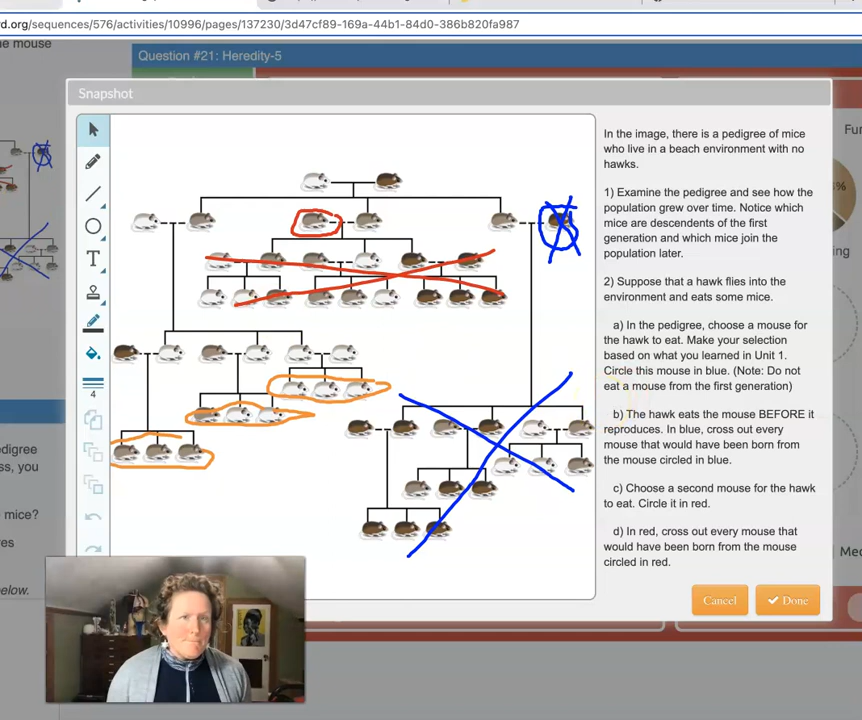 rd.org/sequences/576/activities/10996/pages/137230/3d47cf89-169a-44b1-84d0-386b820fa987
e mouse
Question #21: Heredity-5
Snapshot
In the image, there is a pedigree of mice
who live in a beach environment with no
hawks.
Fur
1) Examine the pedigree and see how the
population grew over time. Notice which
mice are descendents of the first
generation and which mice join the
population later.
ing
2) Suppose that a hawk flies into the
environment and eats some mice.
a) In the pedigree, choose a mouse for
the hawk to eat. Make your selection
based on what you learned in Unit 1.
Circle this mouse in blue. (Note: Do not
eat a mouse from the first generation)
b) The hawk eats the mouse BEFORE it
reproduces. In blue, cross out every
mouse that would have been born from
the mouse circled in blue.
c) Choose a second mouse for the hawk
to eat. Circle it in red.
d) In red, cross out every mouse that
would have been born from the mouse
circled in red.
T
4
edigree
ss, you
mice?
res
elow.
Med
Cancel
Done